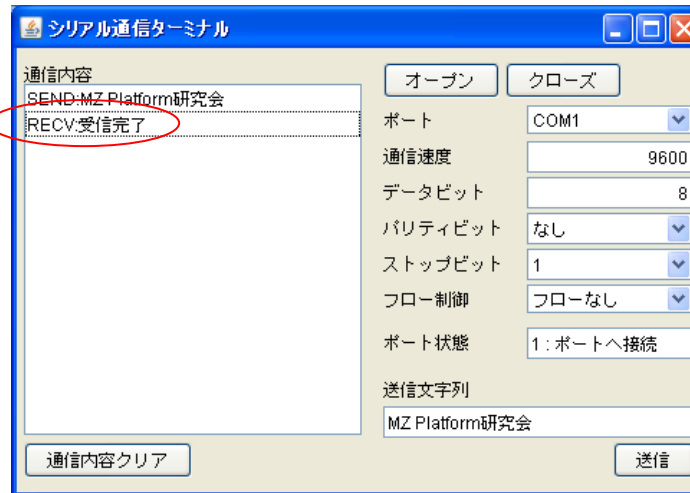 シリアル通信ターミナル
通信内容
SEND:MZ Platform研究会
RECV:受信完了
オープン クローズ
ポート COM1
通信速度 9600
データビット 8
パリティビット なし
ストップビット 1
フロー制御 フローなし
ポート状態 1:ポートへ接続
送信文字列
MZ Platform研究会
通信内容クリア 送信